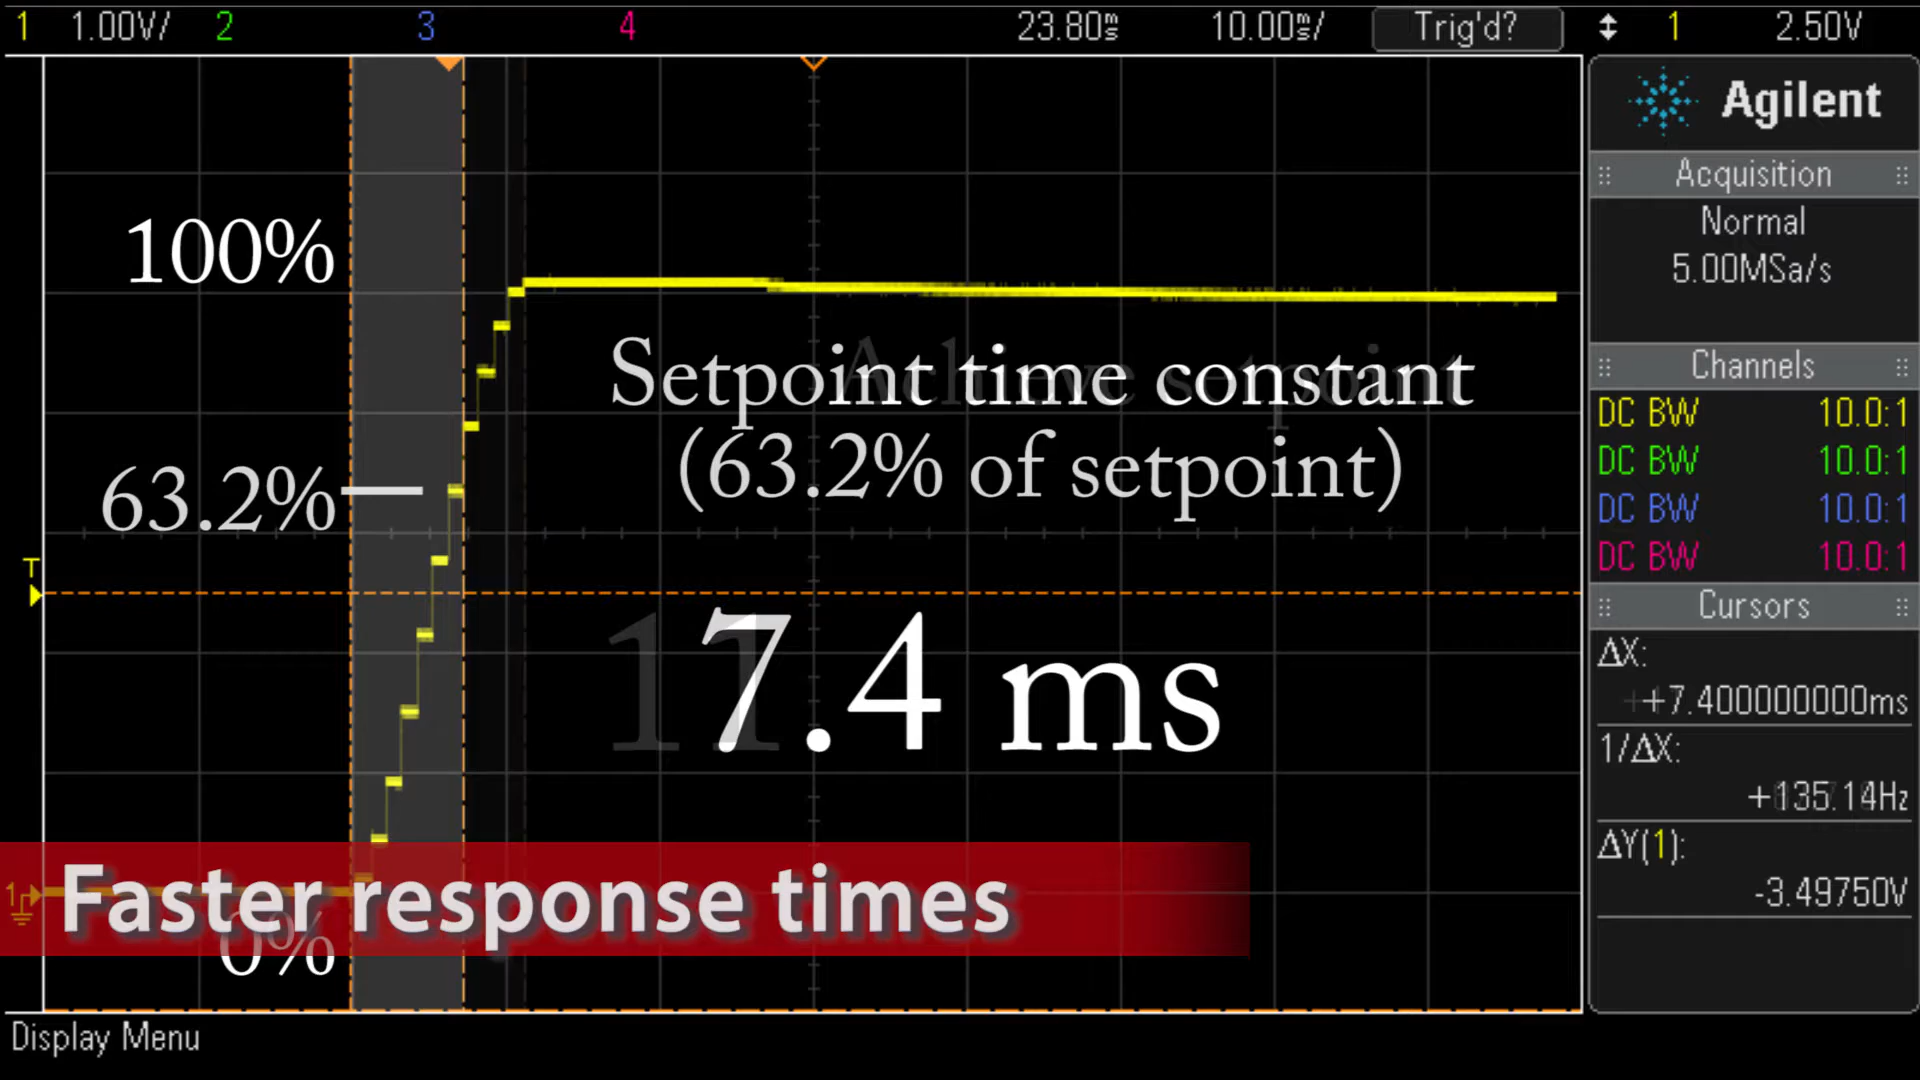 1 1.00V/ 2 3 4 23.80ms 10.00ms/ Trig'd? 1 2.50V
Agilent
Acquisition
Normal
5.00MSa/s
Channels
DC BW 10.0:1
DC BW 10.0:1
DC BW 10.0:1
DC BW 10.0:1
Cursors
ΔX:
+7.400000000ms
1/ΔX:
+135.14Hz
ΔY(1):
-3.49750V
100%
Setpoint time constant
(63.2% of setpoint)
63.2%
T
7.4 ms
Faster response times
1
0%
Display Menu